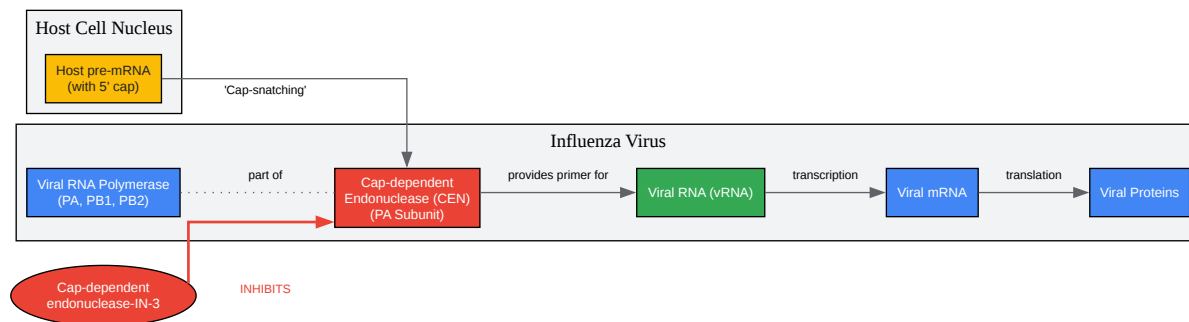 Host Cell Nucleus
Host pre-mRNA
(with 5' cap)
'Cap-snatching'
Influenza Virus
Viral RNA Polymerase
(PA, PB1, PB2)
part of
Cap-dependent
Endonuclease (CEN)
(PA Subunit)
provides primer for
Viral RNA (vRNA)
transcription
Viral mRNA
translation
Viral Proteins
Cap-dependent
endonuclease-IN-3
INHIBITS